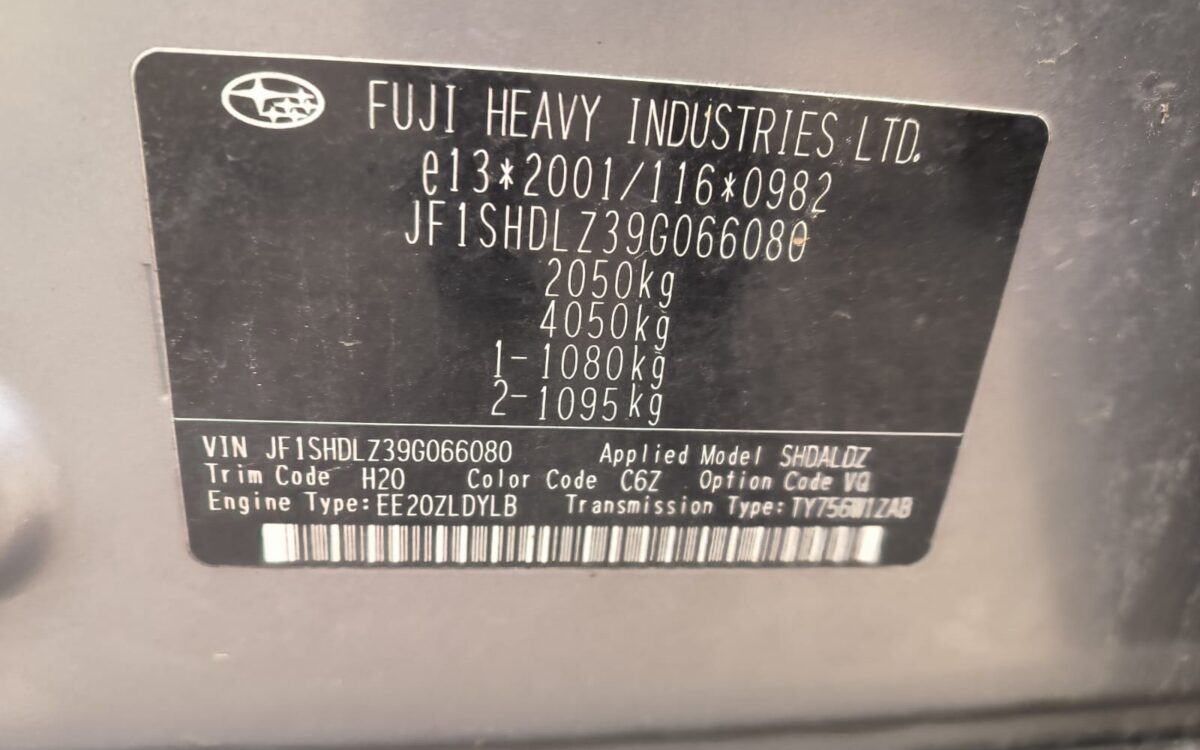 FUJI HEAVY INDUSTRIES LTD.
e13*2001/116*0982
JF1SHDLZ39G066080
2050kg
4050kg
1-1080kg
2-1095kg
VIN JF1SHDLZ39G066080 Applied Model SHDALDZ
Trim Code H20 Color Code C6Z Option Code VQ
Engine Type:EE20ZLDYLB Transmission Type:TY756W1ZAB